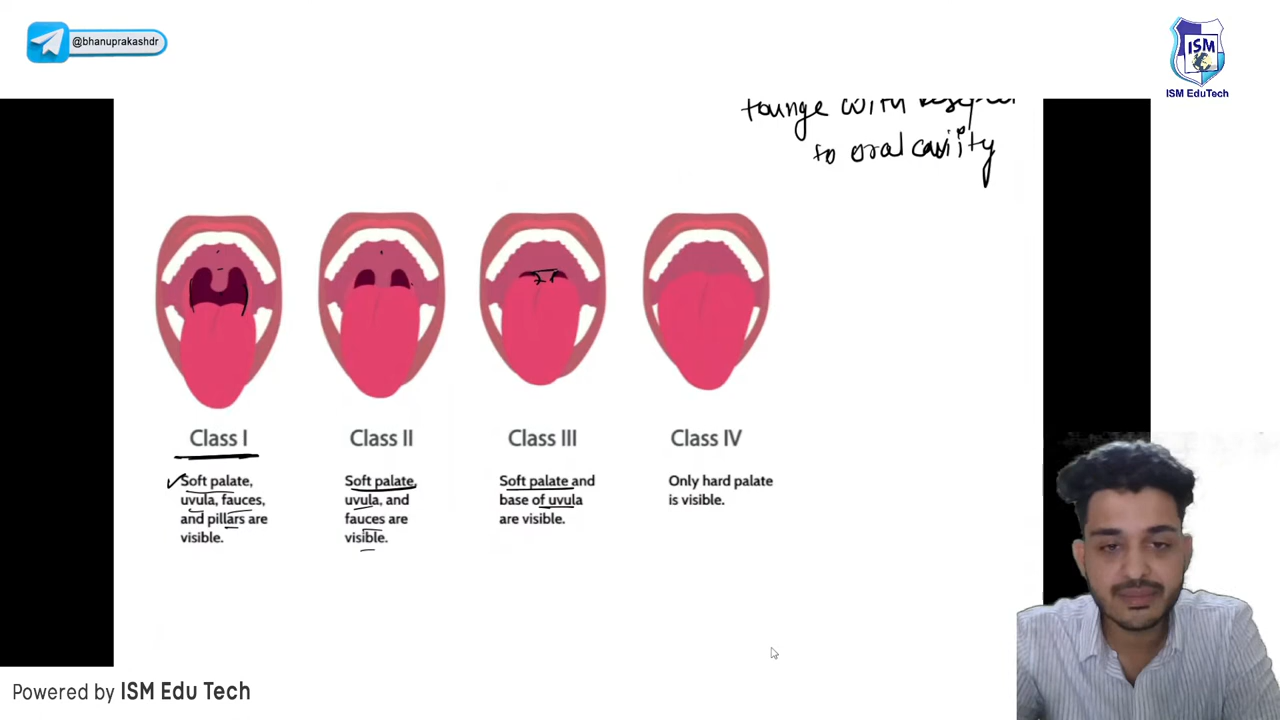 @bhanuprakashdr
ISM
ISM EduTech
tounge with
to oral cavity
Class I
Class II
Class III
Class IV
Soft palate,
uvula, fauces,
and pillars are
visible.
Soft palate,
uvula, and
fauces are
visible.
Soft palate and
base of uvula
are visible.
Only hard palate
is visible.
Powered by ISM Edu Tech